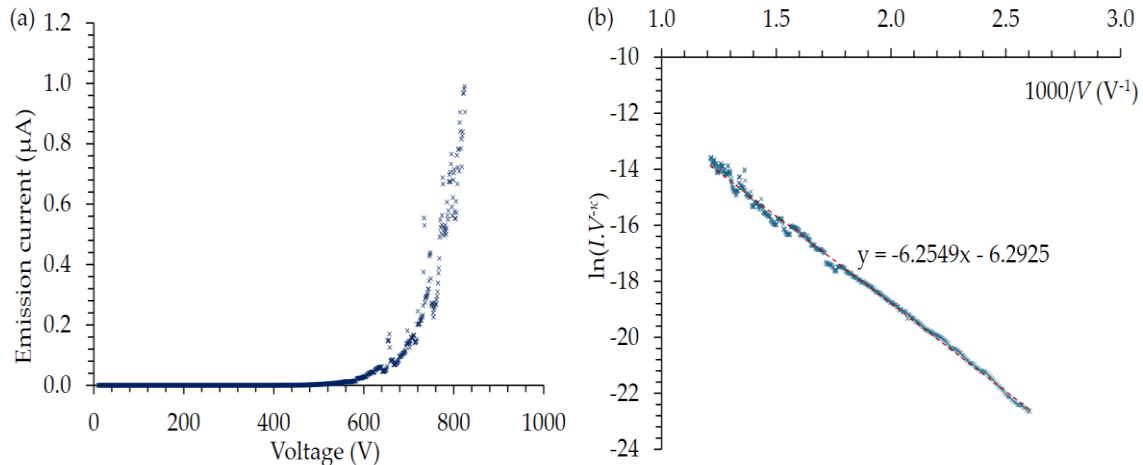 (a)
1.2
1.0
0.8
0.6
0.4
0.2
0.0
Emission current (μA)
0 200 400 600 800 1000
Voltage (V)
(b)
1.0 1.5 2.0 2.5 3.0
1000/V (V⁻¹)
-10
-12
-14
-16
-18
-20
-22
-24
ln(I.V⁻ᵏ)
y = -6.2549x - 6.2925